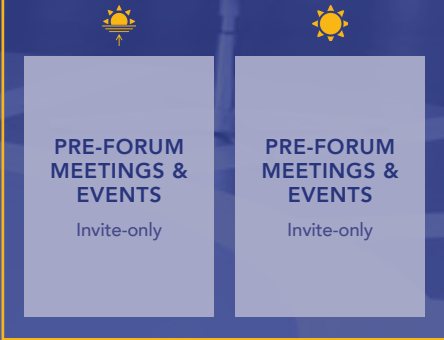 PRE-FORUM
MEETINGS &
EVENTS
Invite-only
PRE-FORUM
MEETINGS &
EVENTS
Invite-only